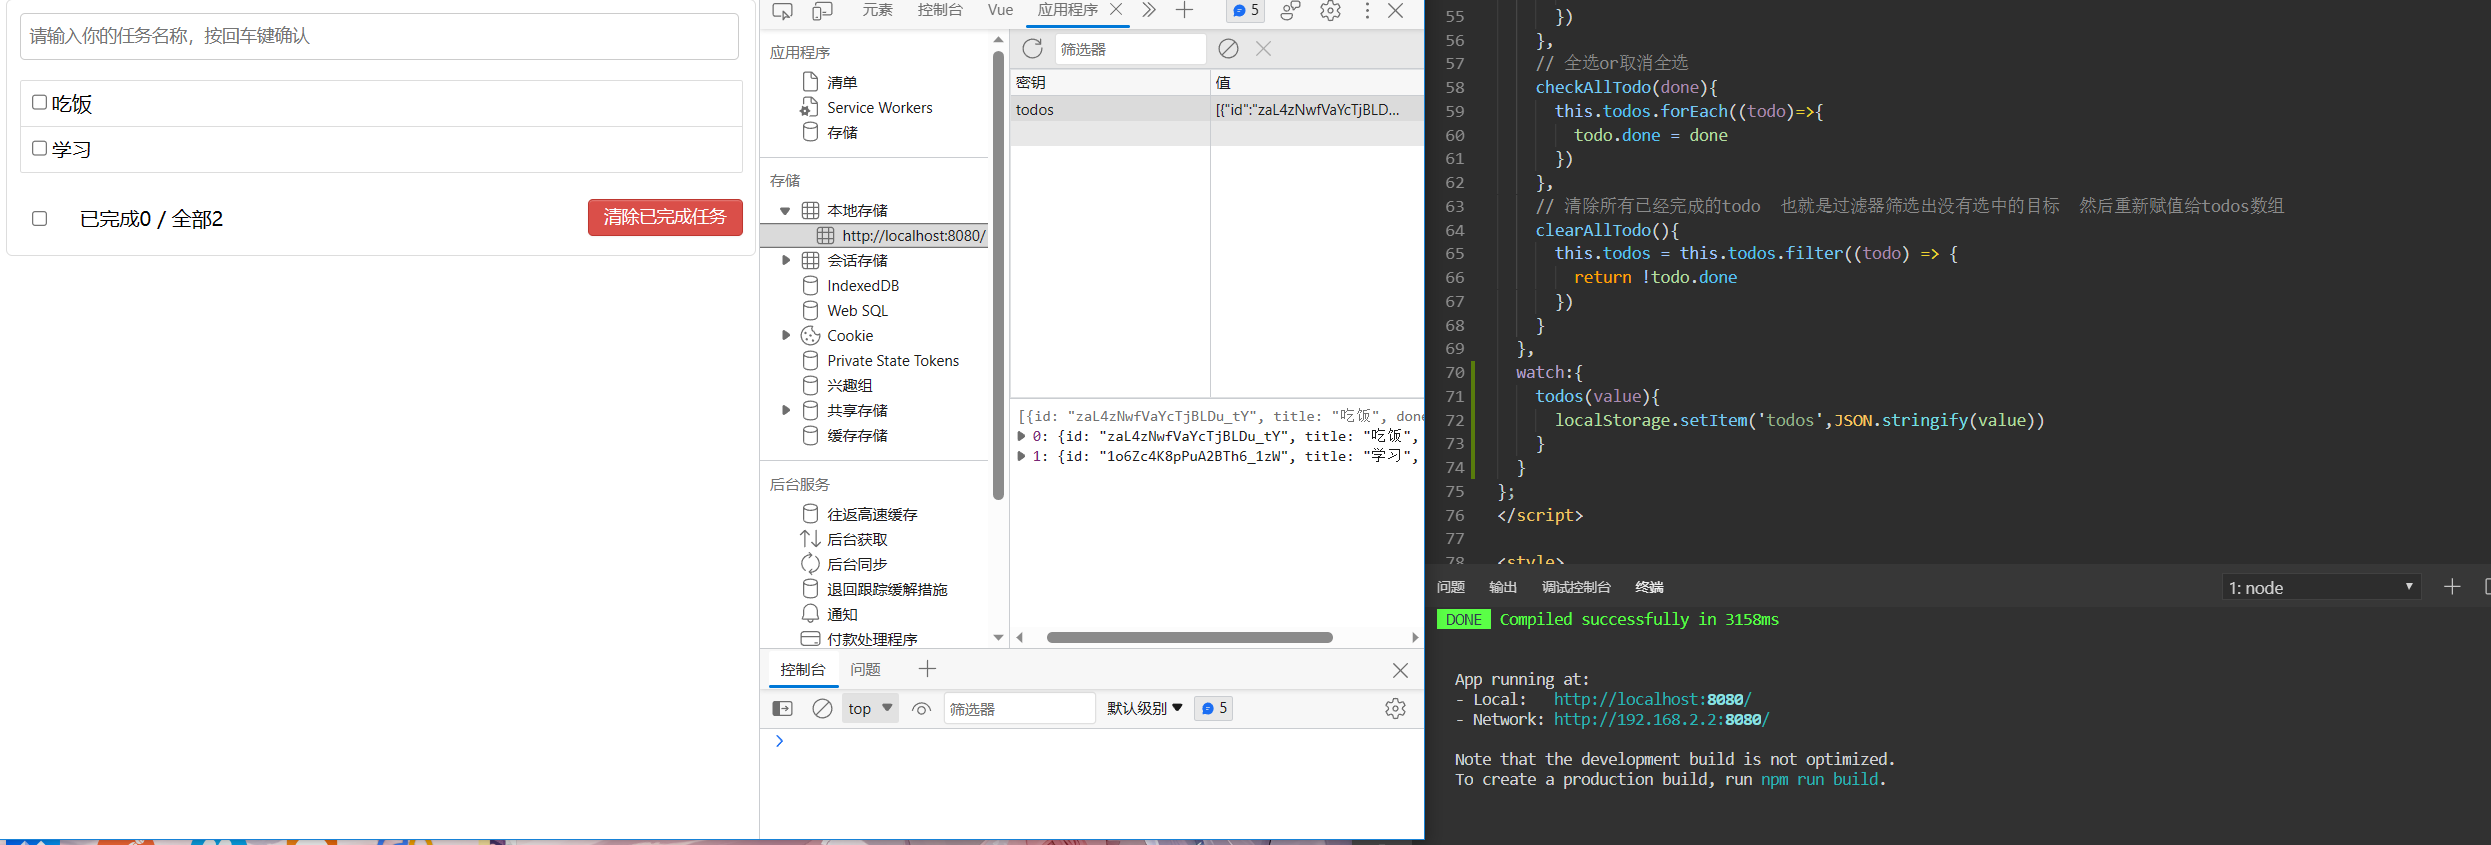 请输入你的任务名称，按回车键确认
吃饭
学习
已完成0 / 全部2
清除已完成任务
元素
控制台
Vue
应用程序
5
应用程序
清单
Service Workers
存储
存储
本地存储
http://localhost:8080/
会话存储
IndexedDB
Web SQL
Cookie
Private State Tokens
兴趣组
共享存储
缓存存储
后台服务
往返高速缓存
后台获取
后台同步
退回跟踪缓解措施
通知
付款处理程序
筛选器
密钥
值
todos
[{"id":"zaL4zNwfVaYcTjBLD...
[{id: "zaL4zNwfVaYcTjBLDu_tY", title: "吃饭", done
0: {id: "zaL4zNwfVaYcTjBLDu_tY", title: "吃饭",
1: {id: "1o6Zc4K8pPuA2BTh6_1zW", title: "学习",
控制台
问题
top
筛选器
默认级别
5
55 })
56 },
57 // 全选or取消全选
58 checkAllTodo(done){
59 this.todos.forEach((todo)=>{
60 todo.done = done
61 })
62 },
63 // 清除所有已经完成的todo  也就是过滤器筛选出没有选中的目标  然后重新赋值给todos数组
64 clearAllTodo(){
65 this.todos = this.todos.filter((todo) => {
66 return !todo.done
67 })
68 }
69 },
70 watch:{
71 todos(value){
72 localStorage.setItem('todos',JSON.stringify(value))
73 }
74 }
75 };
76 </script>
77
78 <style>
问题
输出
调试控制台
终端
1: node
DONE Compiled successfully in 3158ms
App running at:
- Local: http://localhost:8080/
- Network: http://192.168.2.2:8080/
Note that the development build is not optimized.
To create a production build, run npm run build.